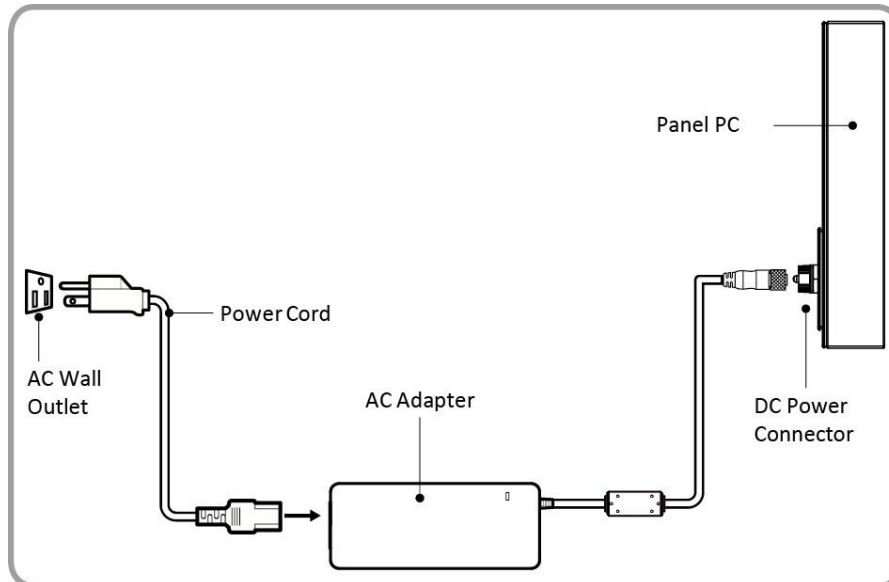 Panel PC
Power Cord
AC Wall
Outlet
AC Adapter
DC Power
Connector